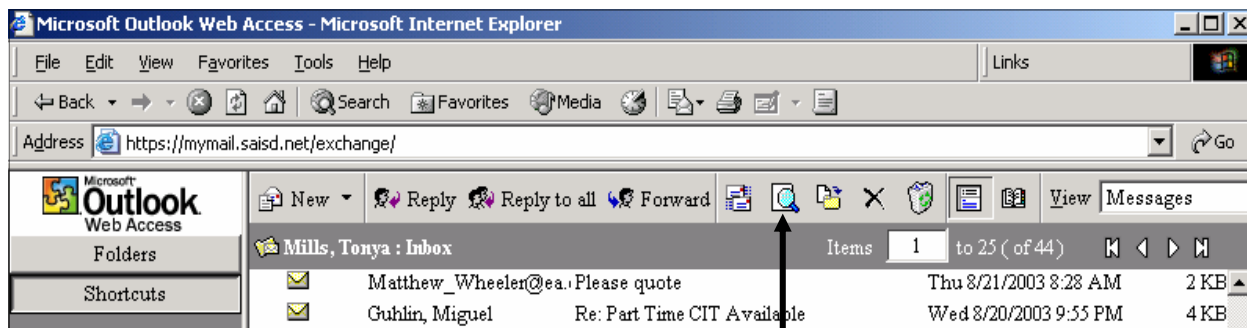 Microsoft Outlook Web Access - Microsoft Internet Explorer
File Edit View Favorites Tools Help Links
Back Search Favorites Media
Address https://mymail.saisd.net/exchange/ Go
Microsoft
Outlook
Web Access
New Reply Reply to all Forward View Messages
Folders
Mills, Tonya : Inbox Items 1 to 25 ( of 44 )
Shortcuts
Matthew_Wheeler@ea. Please quote Thu 8/21/2003 8:28 AM 2 KB
Guhlin, Miguel Re: Part Time CIT Available Wed 8/20/2003 9:55 PM 4 KB